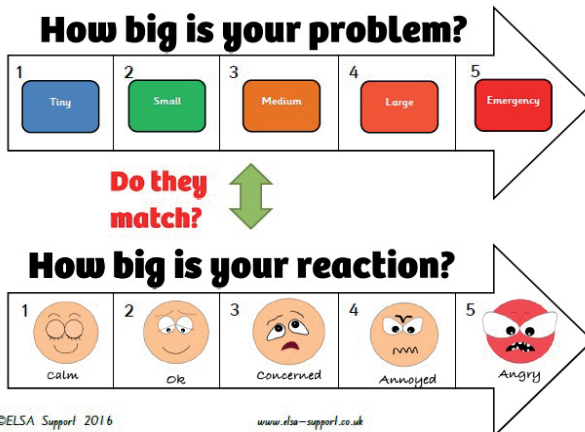 How big is your problem?
1 2 3 4 5
Tiny Small Medium Large Emergency
Do they
match?
How big is your reaction?
1 2 3 4 5
Calm Ok Concerned Annoyed Angry
©ELSA Support 2016 www.elsa-support.co.uk